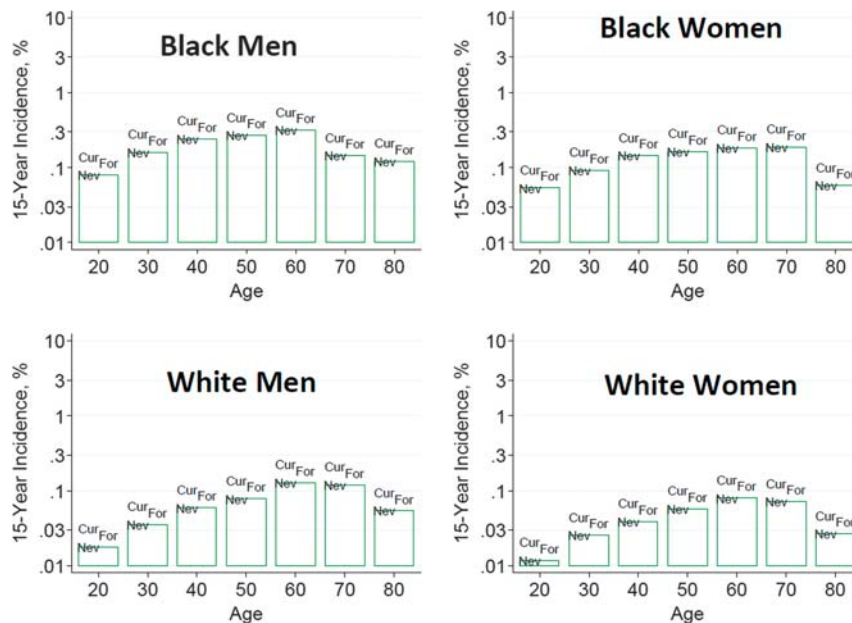 Black Men
15-Year Incidence, %
10
3
1
.3
.1
.03
.01
Cur For Nev
Cur For Nev
Cur For Nev
Cur For Nev
Cur For Nev
Cur For Nev
Cur For Nev
20 30 40 50 60 70 80
Age
Black Women
15-Year Incidence, %
10
3
1
.3
.1
.03
.01
Cur For Nev
Cur For Nev
Cur For Nev
Cur For Nev
Cur For Nev
Cur For Nev
Cur For Nev
20 30 40 50 60 70 80
Age
White Men
15-Year Incidence, %
10
3
1
.3
.1
.03
.01
Cur For Nev
Cur For Nev
Cur For Nev
Cur For Nev
Cur For Nev
Cur For Nev
Cur For Nev
20 30 40 50 60 70 80
Age
White Women
15-Year Incidence, %
10
3
1
.3
.1
.03
.01
Cur For Nev
Cur For Nev
Cur For Nev
Cur For Nev
Cur For Nev
Cur For Nev
Cur For Nev
20 30 40 50 60 70 80
Age